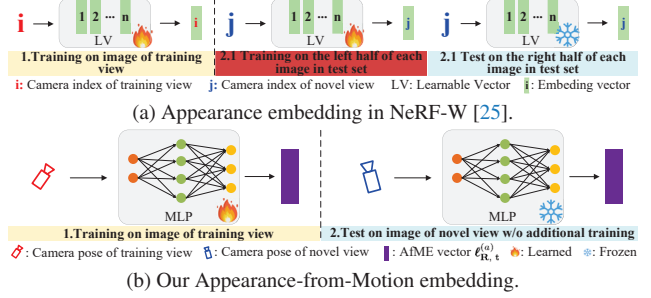 i 1 2 ... n i j 1 2 ... n j j 1 2 ... n j
LV LV LV
1.Training on image of training view
2.1 Training on the left half of each image in test set
2.1 Test on the right half of each image in test set
i: Camera index of training view j: Camera index of novel view LV: Learnable Vector i: Embeding vector
(a) Appearance embedding in NeRF-W [25].
MLP MLP
1.Training on image of training view 2.Test on image of novel view w/o additional training
: Camera pose of training view : Camera pose of novel view : AfME vector ℓ^{(a)}_{R, t} : Learned : Frozen
(b) Our Appearance-from-Motion embedding.